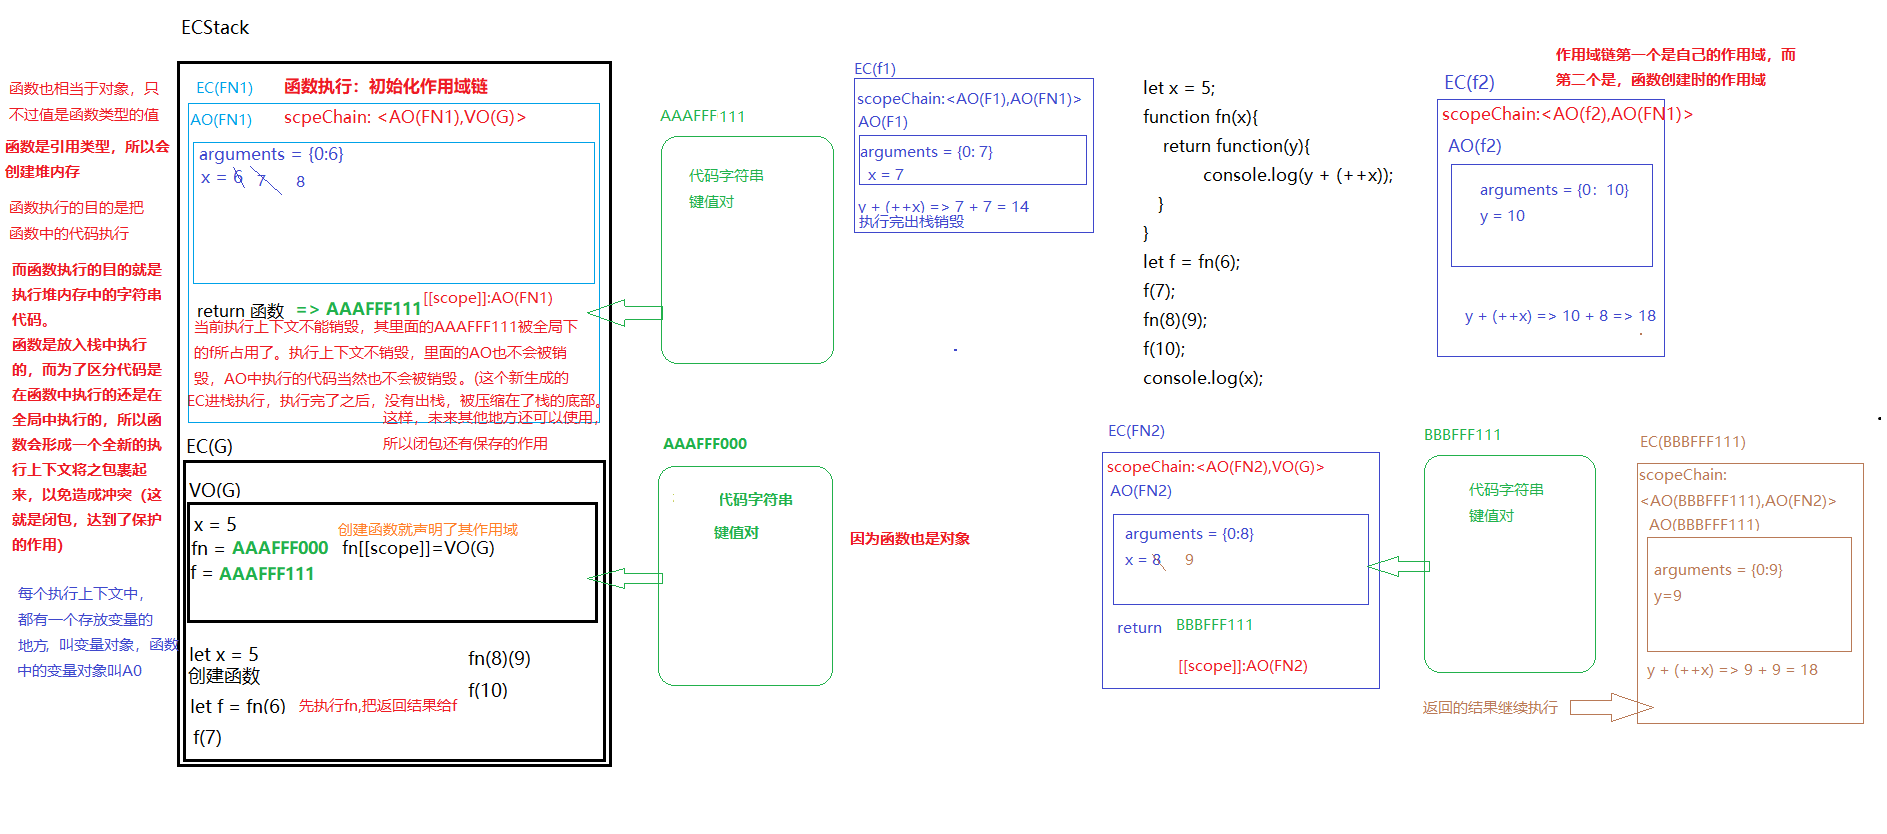 ECStack
函数也相当于对象，只
不过值是函数类型的值
函数是引用类型，所以会
创建堆内存
函数执行的目的是把
函数中的代码执行
而函数执行的目的就是
执行堆内存中的字符串
代码。
函数是放入栈中执行
的，而为了区分代码是
在函数中执行的还是在
全局中执行的，所以函
数会形成一个全新的执
行上下文将之包裹起
来，以免造成冲突（这
就是闭包，达到了保护
的作用)
每个执行上下文中，
都有一个存放变量的
地方，叫变量对象，函数
中的变量对象叫A0
EC(FN1)
函数执行：初始化作用域链
AO(FN1)
scpeChain: <AO(FN1),VO(G)>
arguments = {0:6}
x = 6 7 8
return 函数 => AAAFFF111
[[scope]]:AO(FN1)
当前执行上下文不能销毁，其里面的AAAFFF111被全局下
的f所占用了。执行上下文不销毁，里面的AO也不会被销
毁，AO中执行的代码当然也不会被销毁。(这个新生成的
EC进栈执行，执行完了之后，没有出栈，被压缩在了栈的底部。
这样，未来其他地方还可以使用，
所以闭包还有保存的作用
EC(G)
VO(G)
x = 5
创建函数就声明了其作用域
fn = AAAFFF000 fn[[scope]]=VO(G)
f = AAAFFF111
let x = 5
创建函数
let f = fn(6) 先执行fn,把返回结果给f
f(7)
fn(8)(9)
f(10)
AAAFFF111
代码字符串
键值对
AAAFFF000
代码字符串
键值对
EC(f1)
scopeChain:<AO(F1),AO(FN1)>
AO(F1)
arguments = {0: 7}
x = 7
y + (++x) => 7 + 7 = 14
执行完出栈销毁
let x = 5;
function fn(x){
return function(y){
console.log(y + (++x));
}
}
let f = fn(6);
f(7);
fn(8)(9);
f(10);
console.log(x);
作用域链第一个是自己的作用域，而
第二个是，函数创建时的作用域
EC(f2)
scopeChain:<AO(f2),AO(FN1)>
AO(f2)
arguments = {0：10}
y = 10
y + (++x) => 10 + 8 => 18
因为函数也是对象
EC(FN2)
scopeChain:<AO(FN2),VO(G)>
AO(FN2)
arguments = {0:8}
x = 8 9
return BBBFFF111
[[scope]]:AO(FN2)
BBBFFF111
代码字符串
键值对
返回的结果继续执行
EC(BBBFFF111)
scopeChain:
<AO(BBBFFF111),AO(FN2)>
AO(BBBFFF111)
arguments = {0:9}
y=9
y + (++x) => 9 + 9 = 18